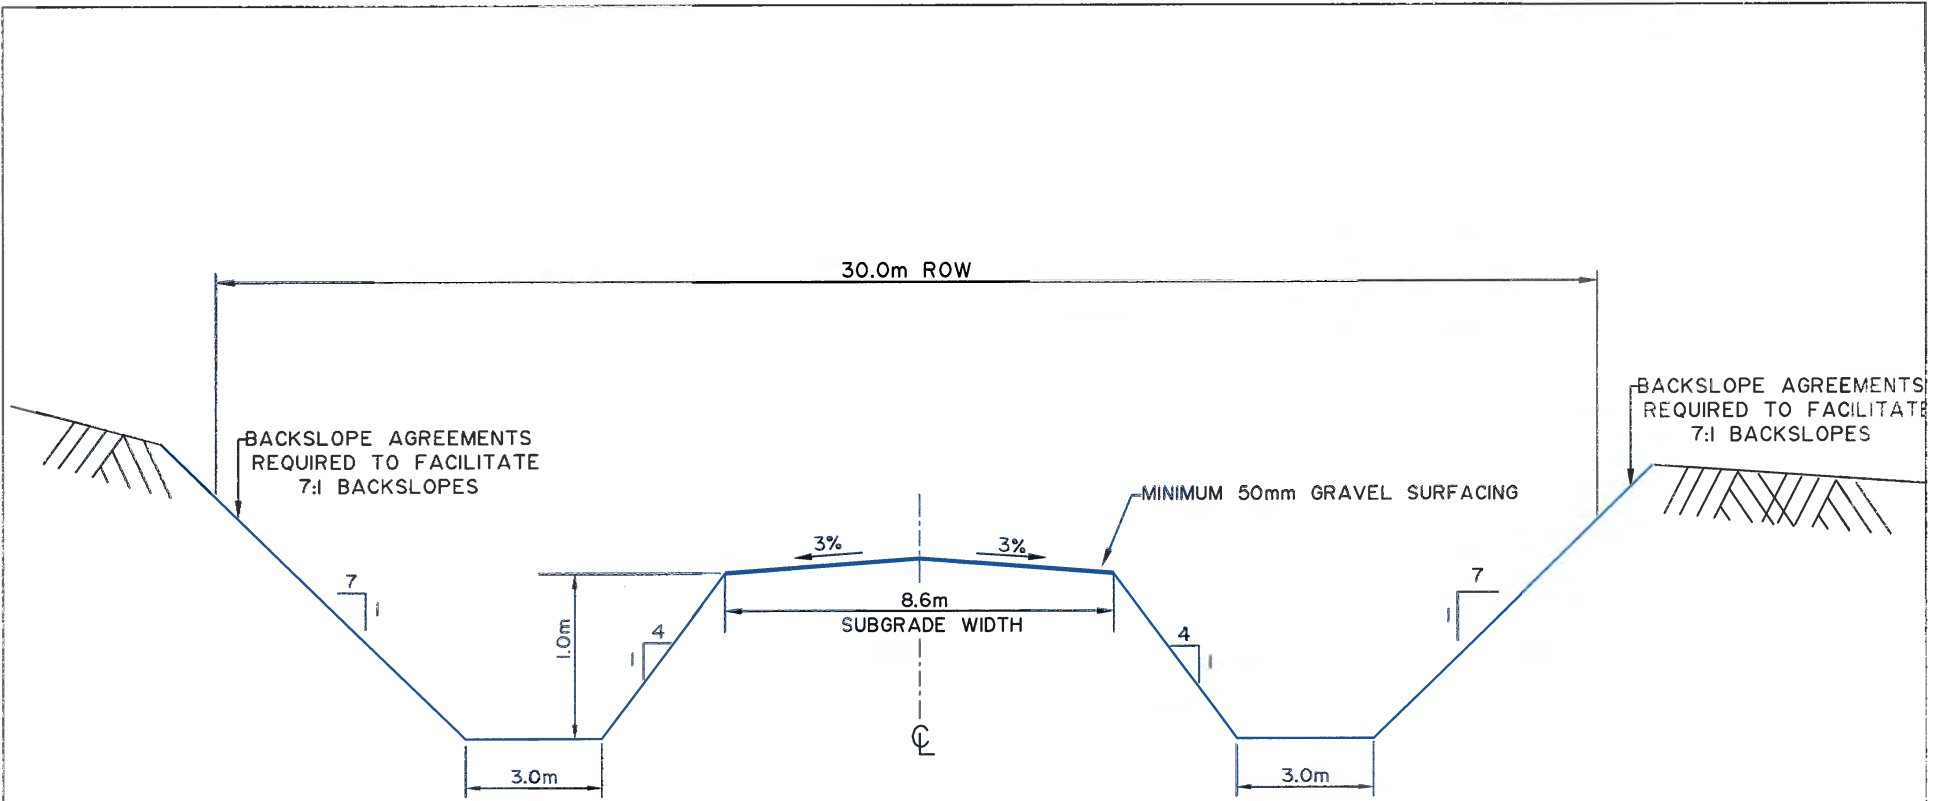 30.0m ROW
BACKSLOPE AGREEMENTS
REQUIRED TO FACILITATE
7:1 BACKSLOPES
BACKSLOPE AGREEMENTS
REQUIRED TO FACILITATE
7:1 BACKSLOPES
MINIMUM 50mm GRAVEL SURFACING
3%
3%
7
1
7
1
8.6m
SUBGRADE WIDTH
1.0m
4
1
4
1
CL
3.0m
3.0m